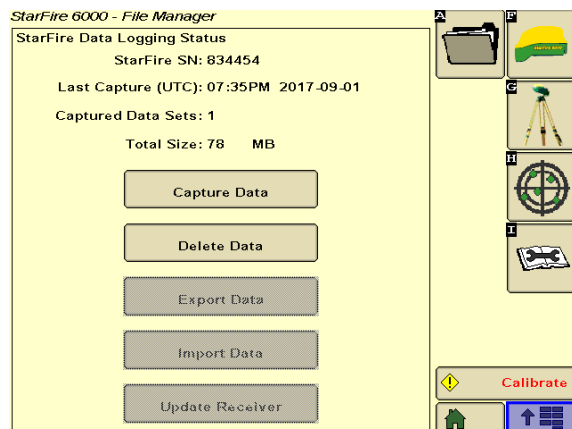 StarFire 6000 - File Manager
StarFire Data Logging Status
StarFire SN: 834454
Last Capture (UTC): 07:35PM 2017-09-01
Captured Data Sets: 1
Total Size: 78 MB
Capture Data
Delete Data
Export Data
Import Data
Update Receiver
A
F
G
H
I
Calibrate